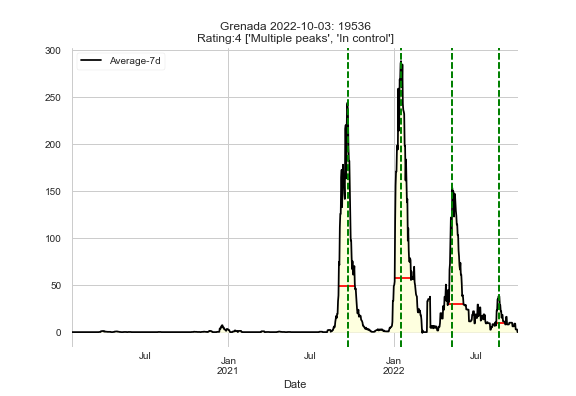 Grenada 2022-10-03: 19536
Rating:4 ['Multiple peaks', 'In control']
Average-7d
300
250
200
150
100
50
0
Jul
Jan
2021
Jul
Jan
2022
Jul
Date